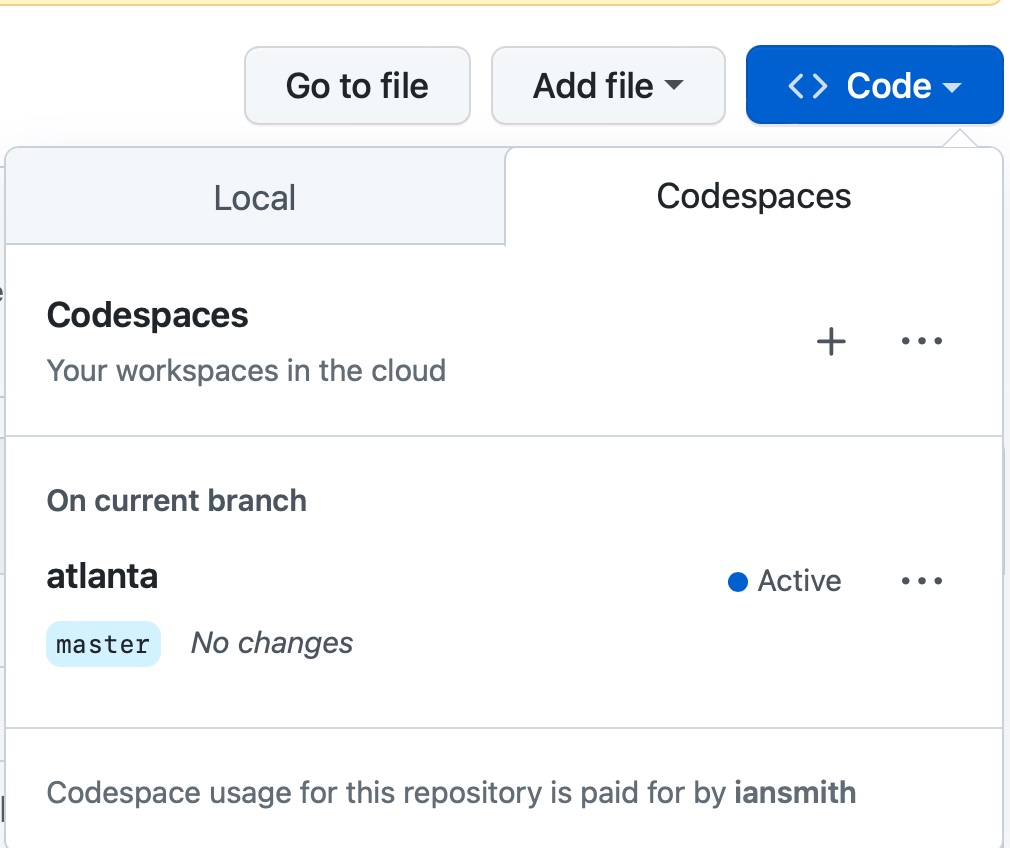 Go to file Add file <> Code
Local Codespaces
Codespaces
Your workspaces in the cloud
On current branch
atlanta Active
master No changes
Codespace usage for this repository is paid for by iansmith